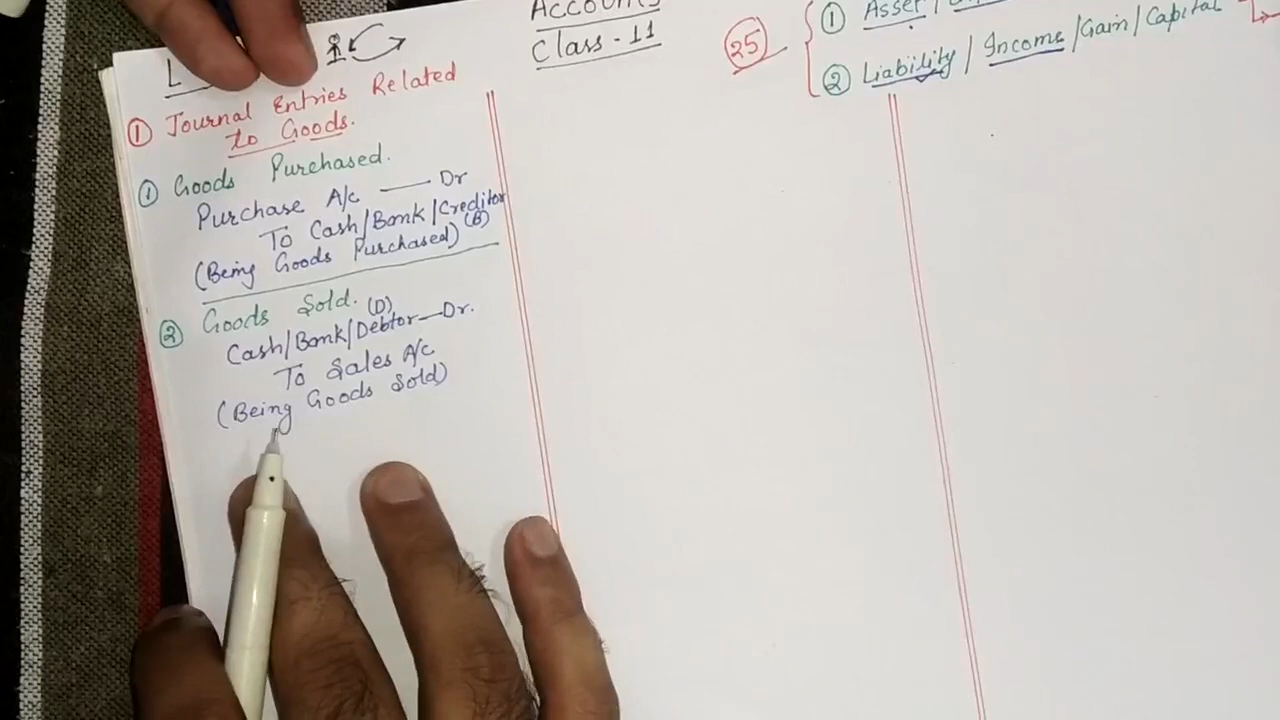 Accounts
Class - 11
25
① Asset /
② Liability / Income / Gain / Capital
L
① Journal Entries Related
to Goods.
① Goods Purchased.
Purchase A/c —— Dr
To Cash/Bank/Creditor
(B)
(Being Goods Purchased)
② Goods Sold.
(D)
Cash/Bank/Debtor—Dr.
To Sales A/c
(Being Goods Sold)